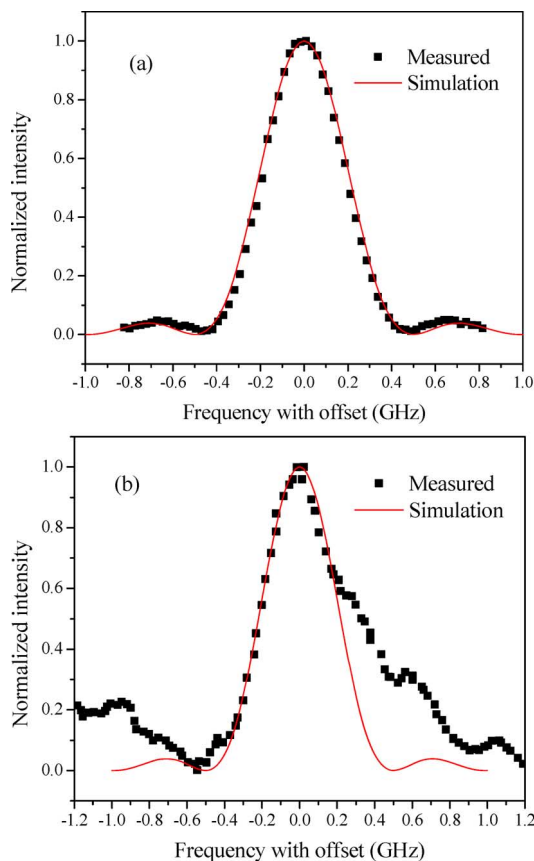 (a)
Measured
Simulation
Normalized intensity
1.0
0.8
0.6
0.4
0.2
0.0
-1.0 -0.8 -0.6 -0.4 -0.2 0.0 0.2 0.4 0.6 0.8 1.0
Frequency with offset (GHz)
(b)
Measured
Simulation
Normalized intensity
1.0
0.8
0.6
0.4
0.2
0.0
-1.2 -1.0 -0.8 -0.6 -0.4 -0.2 0.0 0.2 0.4 0.6 0.8 1.0 1.2
Frequency with offset (GHz)